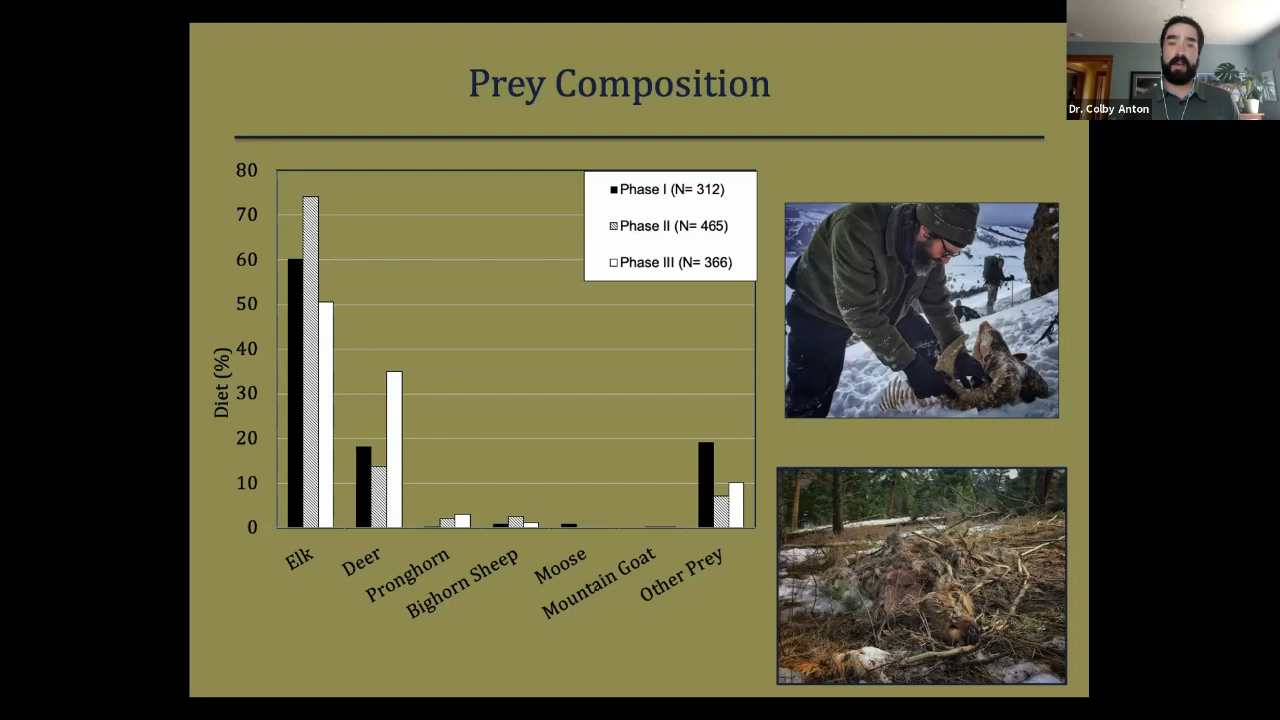 Prey Composition
Dr. Colby Anton
80
70
60
50
40
30
20
10
0
Diet (%)
Phase I (N= 312)
Phase II (N= 465)
Phase III (N= 366)
Elk
Deer
Pronghorn
Bighorn Sheep
Moose
Mountain Goat
Other Prey